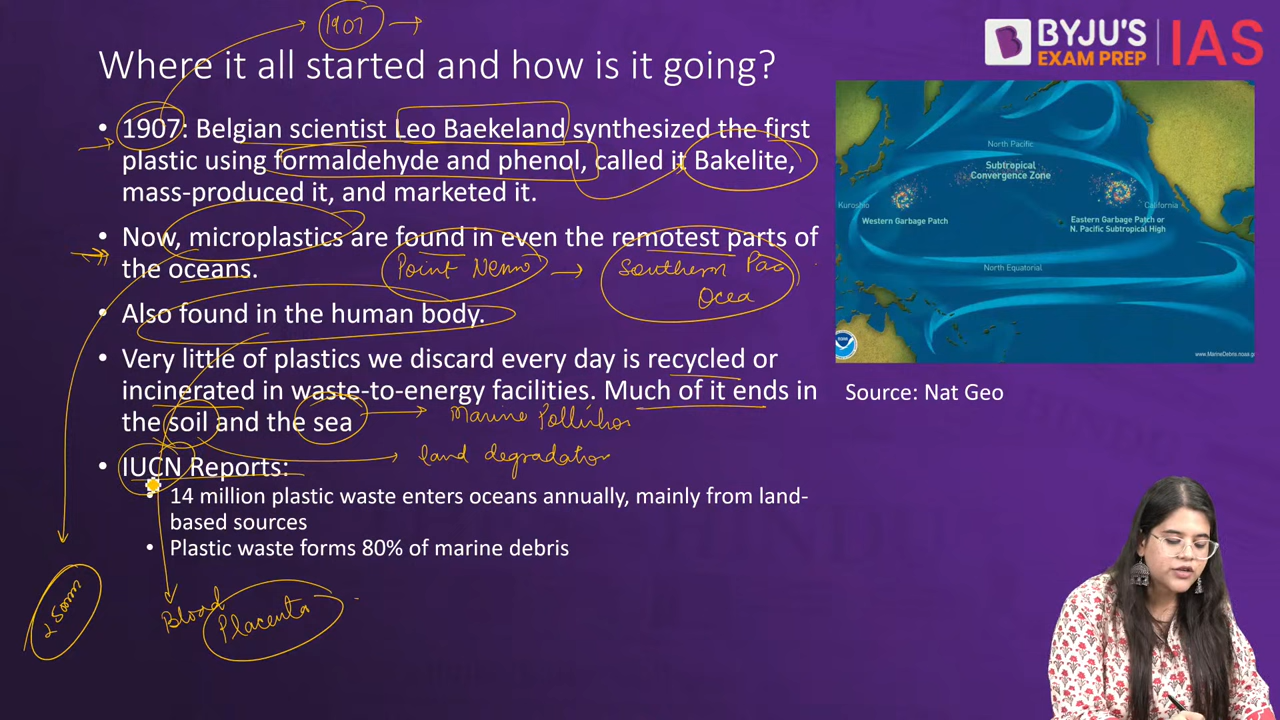 1907
BYJU'S
EXAM PREP
IAS
Where it all started and how is it going?
• 1907: Belgian scientist Leo Baekeland synthesized the first
plastic using formaldehyde and phenol, called it Bakelite,
mass-produced it, and marketed it.
• Now, microplastics are found in even the remotest parts of
the oceans.
Point Nemo
Southern Pac
Ocea
• Also found in the human body.
• Very little of plastics we discard every day is recycled or
incinerated in waste-to-energy facilities. Much of it ends in
the soil and the sea
Marine Pollution
land degradation
• IUCN Reports:
• 14 million plastic waste enters oceans annually, mainly from land-
based sources
• Plastic waste forms 80% of marine debris
Blood
Placenta
North Pacific
Subtropical
Convergence Zone
Kuroshio
California
Western Garbage Patch
Eastern Garbage Patch or
N. Pacific Subtropical High
North Equatorial
www.MarineDebris.noaa.gov
Source: Nat Geo